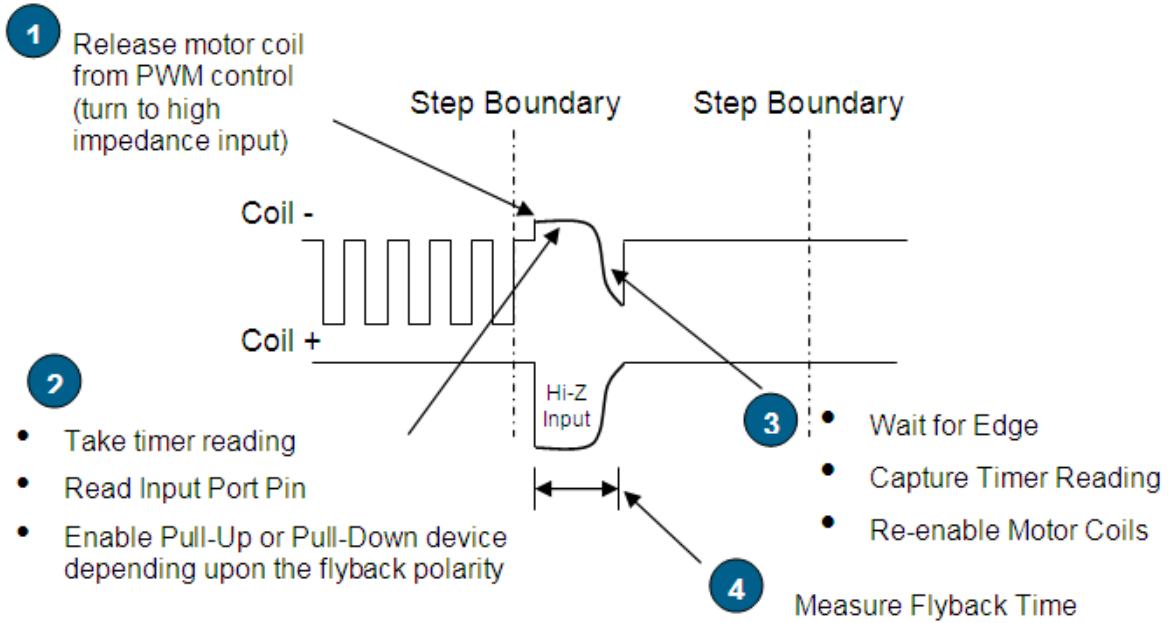 1
Release motor coil
from PWM control
(turn to high
impedance input)
Step Boundary
Step Boundary
Coil -
Coil +
Hi-Z
Input
2
• Take timer reading
• Read Input Port Pin
• Enable Pull-Up or Pull-Down device
depending upon the flyback polarity
3
• Wait for Edge
• Capture Timer Reading
• Re-enable Motor Coils
4
Measure Flyback Time